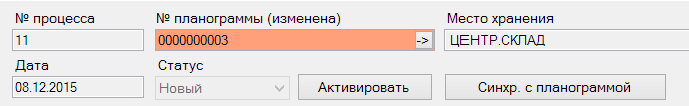 № процесса № планограммы (изменена) Место хранения
11 0000000003 -> ЦЕНТР.СКЛАД
Дата Статус
08.12.2015 Новый Активировать Синхр. с планограммой